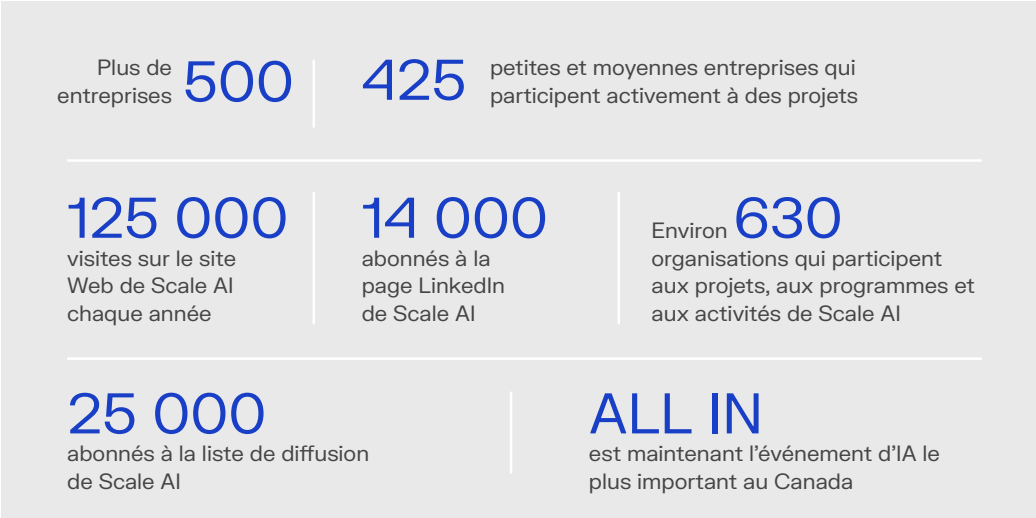 Plus de
entreprises 500
425 petites et moyennes entreprises qui
participent activement à des projets
125 000
visites sur le site
Web de Scale AI
chaque année
14 000
abonnés à la
page LinkedIn
de Scale AI
Environ 630
organisations qui participent
aux projets, aux programmes et
aux activités de Scale AI
25 000
abonnés à la liste de diffusion
de Scale AI
ALL IN
est maintenant l’événement d’IA le
plus important au Canada